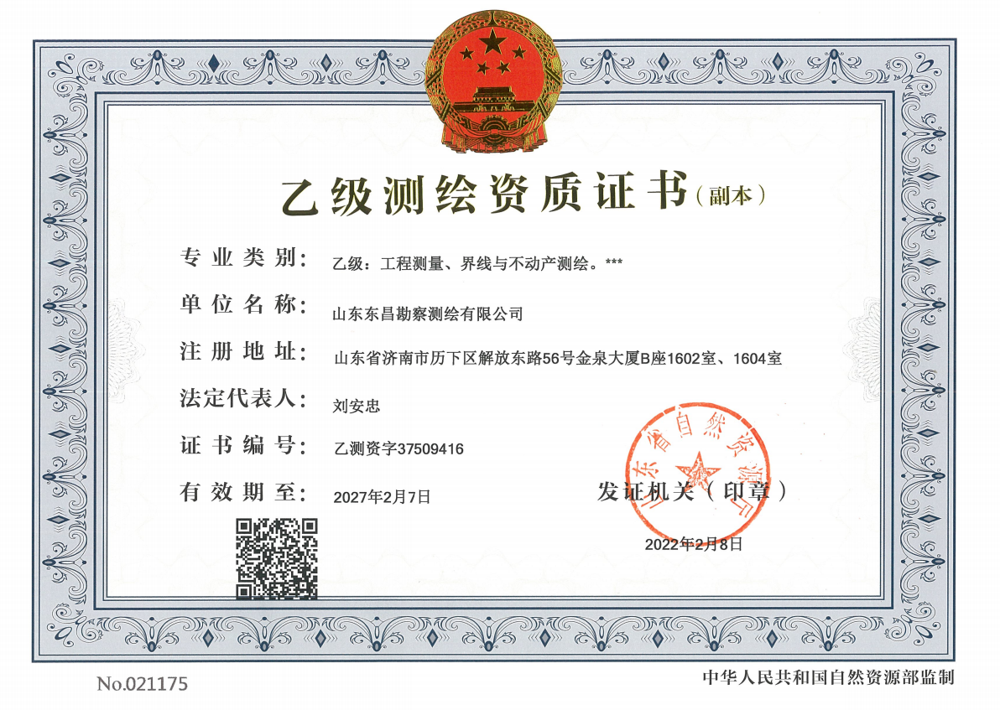 乙级测绘资质证书(副本)
专业类别: 乙级:工程测量、界线与不动产测绘。***
单位名称: 山东东昌勘察测绘有限公司
注册地址: 山东省济南市历下区解放东路56号金泉大厦B座1602室、1604室
法定代表人: 刘安忠
证书编号: 乙测资字37509416
有效期至: 2027年2月7日
山东省自然资源厅
发证机关(印章)
2022年2月8日
No.021175
中华人民共和国自然资源部监制